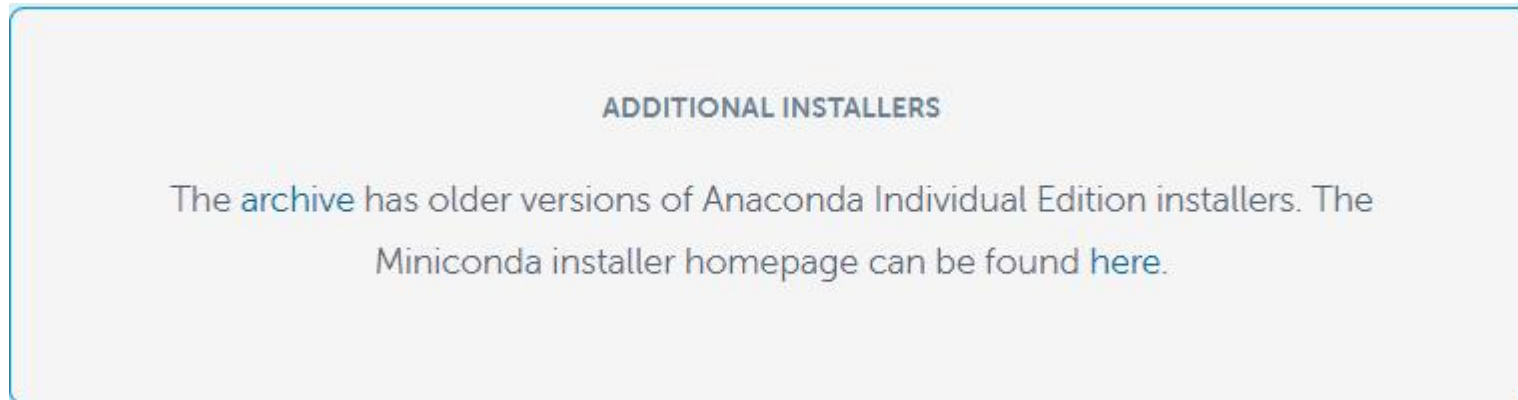 ADDITIONAL INSTALLERS
The archive has older versions of Anaconda Individual Edition installers. The
Miniconda installer homepage can be found here.